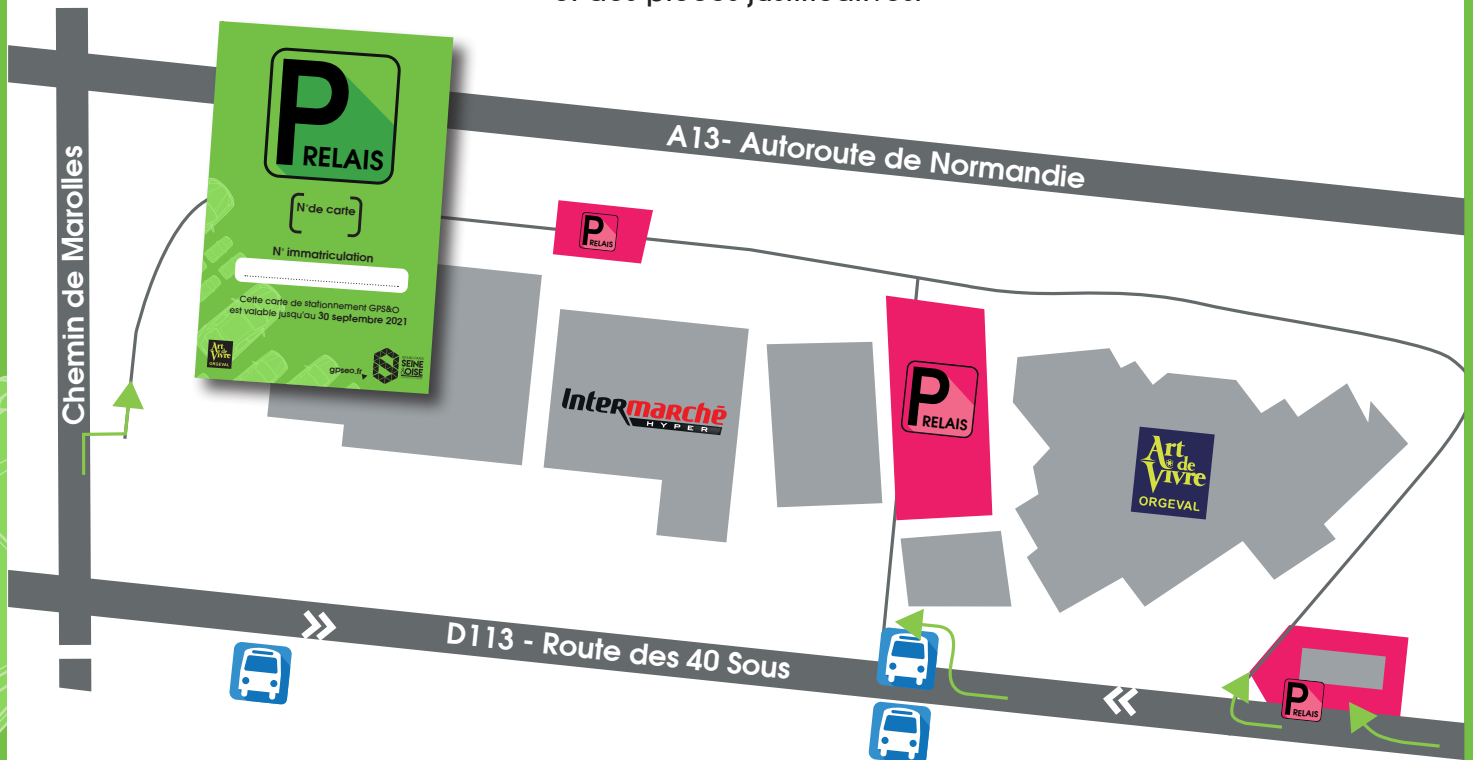 A13- Autoroute de Normandie
Chemin de Marolles
P
RELAIS
N°de carte
N° immatriculation
Cette carte de stationnement GPS&O
est valable jusqu'au 30 septembre 2021
Art
de
Vivre
ORGEVAL
gpseo.fr
SEINE
&OISE
P
RELAIS
Intermarchē
HYPER
P
RELAIS
Art
de
Vivre
ORGEVAL
D113 - Route des 40 Sous
P
RELAIS